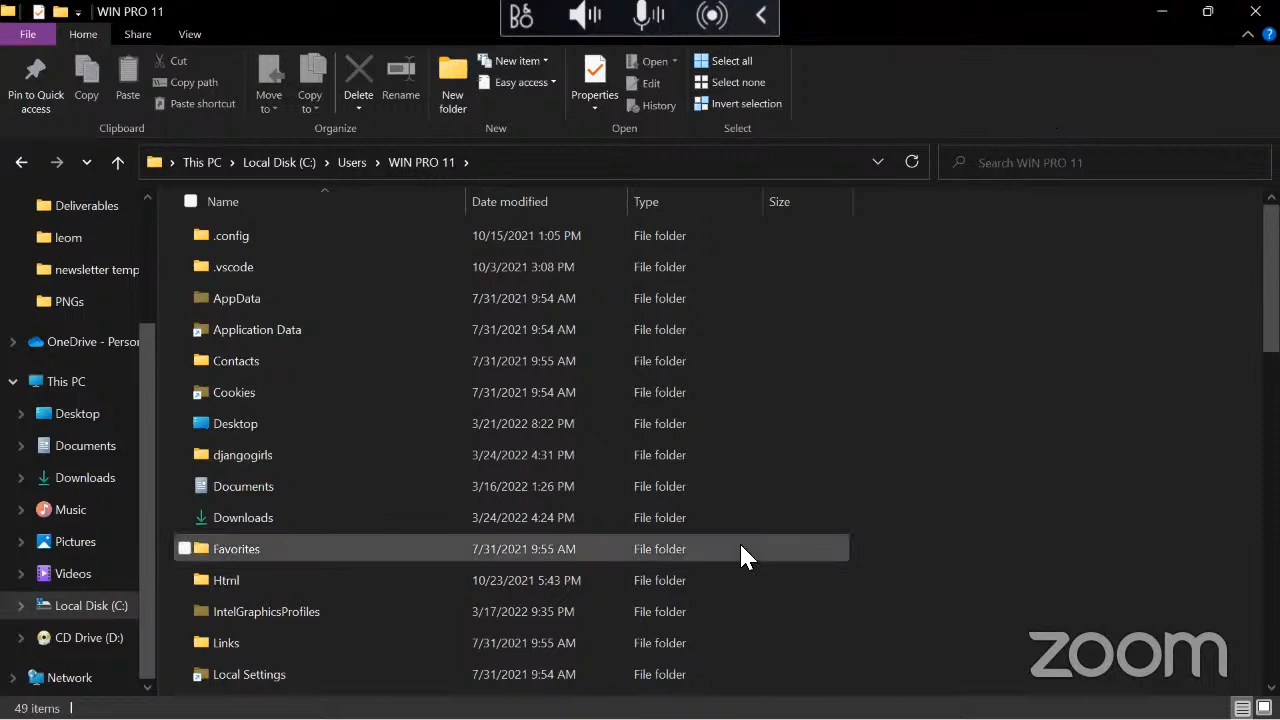 WIN PRO 11
File Home Share View
Pin to Quick access
Copy
Paste
Cut
Copy path
Paste shortcut
Clipboard
Move to
Copy to
Delete
Rename
Organize
New folder
New item
Easy access
New
Properties
Open
Edit
History
Open
Select all
Select none
Invert selection
Select
This PC > Local Disk (C:) > Users > WIN PRO 11 >
Search WIN PRO 11
Deliverables
leom
newsletter temp
PNGs
OneDrive - Perso
This PC
Desktop
Documents
Downloads
Music
Pictures
Videos
Local Disk (C:)
CD Drive (D:)
Network
Name Date modified Type Size
.config 10/15/2021 1:05 PM File folder
.vscode 10/3/2021 3:08 PM File folder
AppData 7/31/2021 9:54 AM File folder
Application Data 7/31/2021 9:54 AM File folder
Contacts 7/31/2021 9:55 AM File folder
Cookies 7/31/2021 9:54 AM File folder
Desktop 3/21/2022 8:22 PM File folder
djangogirls 3/24/2022 4:31 PM File folder
Documents 3/16/2022 1:26 PM File folder
Downloads 3/24/2022 4:24 PM File folder
Favorites 7/31/2021 9:55 AM File folder
Html 10/23/2021 5:43 PM File folder
IntelGraphicsProfiles 3/17/2022 9:35 PM File folder
Links 7/31/2021 9:55 AM File folder
Local Settings 7/31/2021 9:54 AM File folder
zoom
49 items